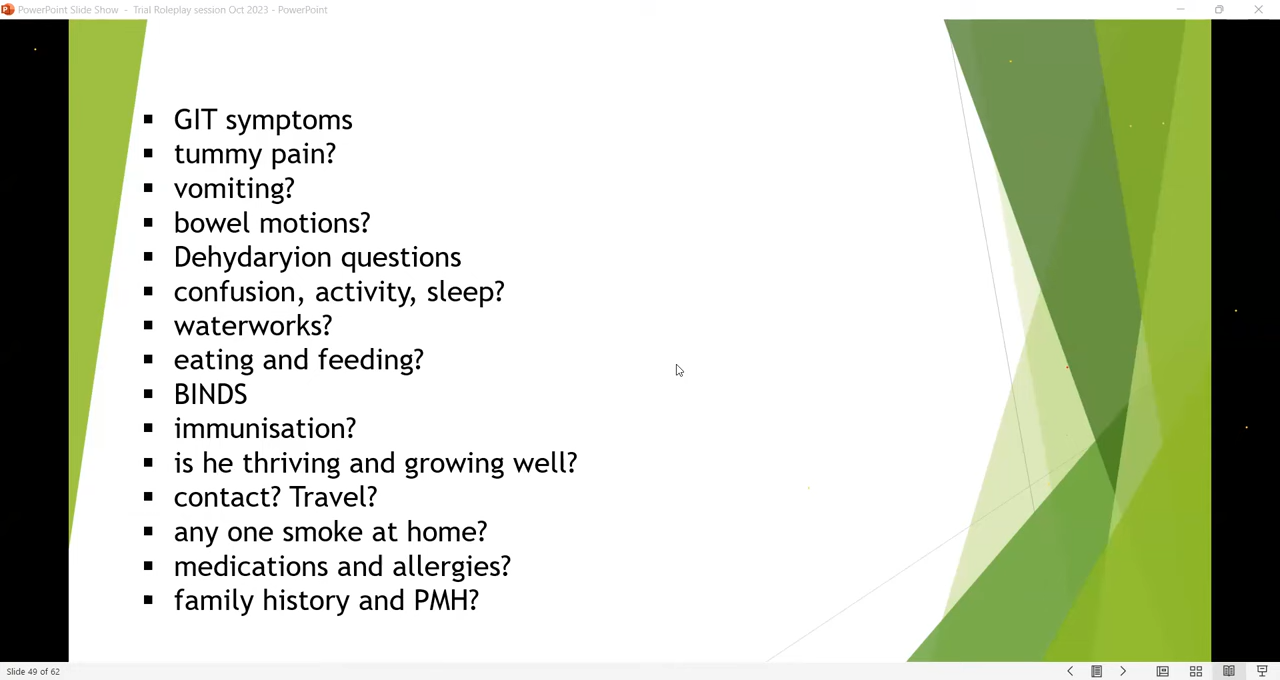 PowerPoint Slide Show - Trial Roleplay session Oct 2023 - PowerPoint
▪ GIT symptoms
▪ tummy pain?
▪ vomiting?
▪ bowel motions?
▪ Dehydaryion questions
▪ confusion, activity, sleep?
▪ waterworks?
▪ eating and feeding?
▪ BINDS
▪ immunisation?
▪ is he thriving and growing well?
▪ contact? Travel?
▪ any one smoke at home?
▪ medications and allergies?
▪ family history and PMH?
Slide 49 of 62